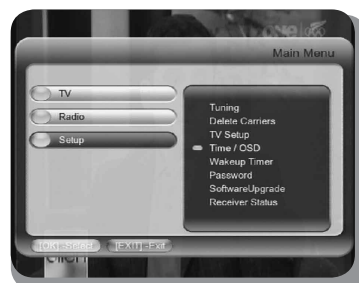 Main Menu
TV
Radio
Setup
Tuning
Delete Carriers
TV Setup
Time / OSD
Wakeup Timer
Password
SoftwareUpgrade
Receiver Status
[OK] -Select [EXIT] -Exit